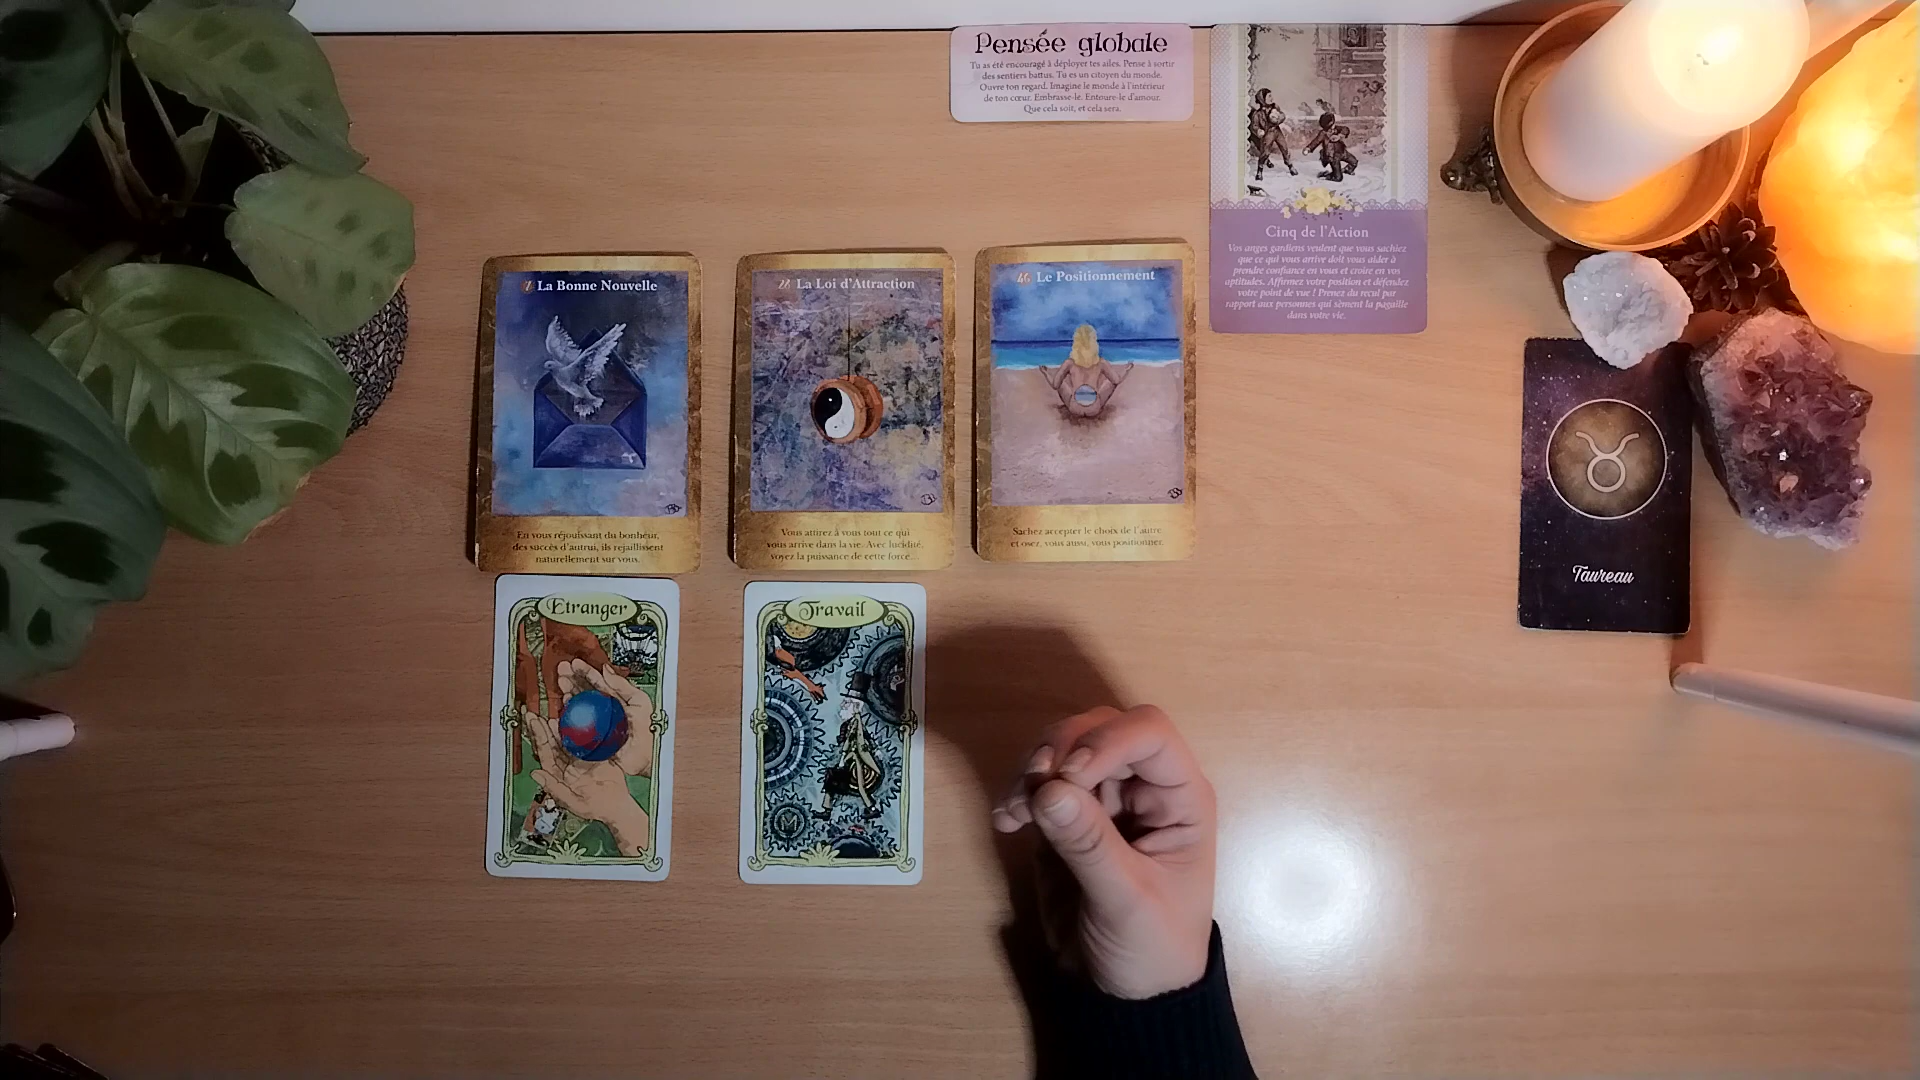 Pensée globale
Tu as été encouragé à déployer tes ailes. Pense à sortir
des sentiers battus. Tu es un citoyen du monde.
Ouvre ton regard. Imagine le monde à l'intérieur
de ton cœur. Embrasse-le. Entoure-le d'amour.
Que cela soit, et cela sera.
Cinq de l'Action
Vos anges gardiens veulent que vous sachiez
que ce qui vous arrive doit vous aider à
prendre confiance en vous et croire en vos
aptitudes. Affirmez votre position et défendez
votre point de vue ! Prenez du recul par
rapport aux personnes qui sèment la pagaille
dans votre vie.
7 La Bonne Nouvelle
En vous réjouissant du bonheur,
des succès d'autrui, ils rejaillissent
naturellement sur vous.
La Loi d'Attraction
Vous attirez à vous tout ce qui
vous arrive dans la vie. Avec lucidité,
voyez la puissance de cette force...
46 Le Positionnement
Sachez accepter le choix de l'autre
et osez, vous aussi, vous positionner.
Taureau
Etranger
Travail
M